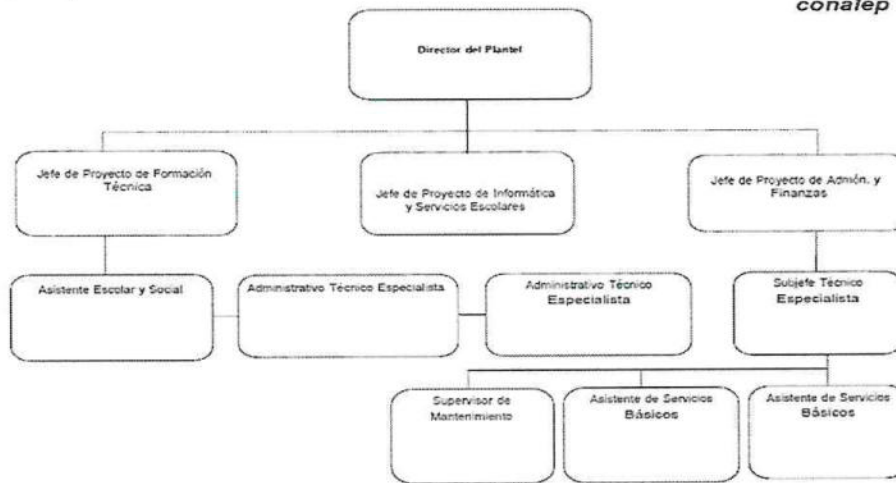 conalep
Director del Plantel
Jefe de Proyecto de Formación
Técnica
Jefe de Proyecto de Informática
y Servicios Escolares
Jefe de Proyecto de Admón. y
Finanzas
Asistente Escolar y Social
Administrativo Técnico Especialista
Administrativo Técnico
Especialista
Subjefe Técnico
Especialista
Supervisor de
Mantenimiento
Asistente de Servicios
Básicos
Asistente de Servicios
Básicos